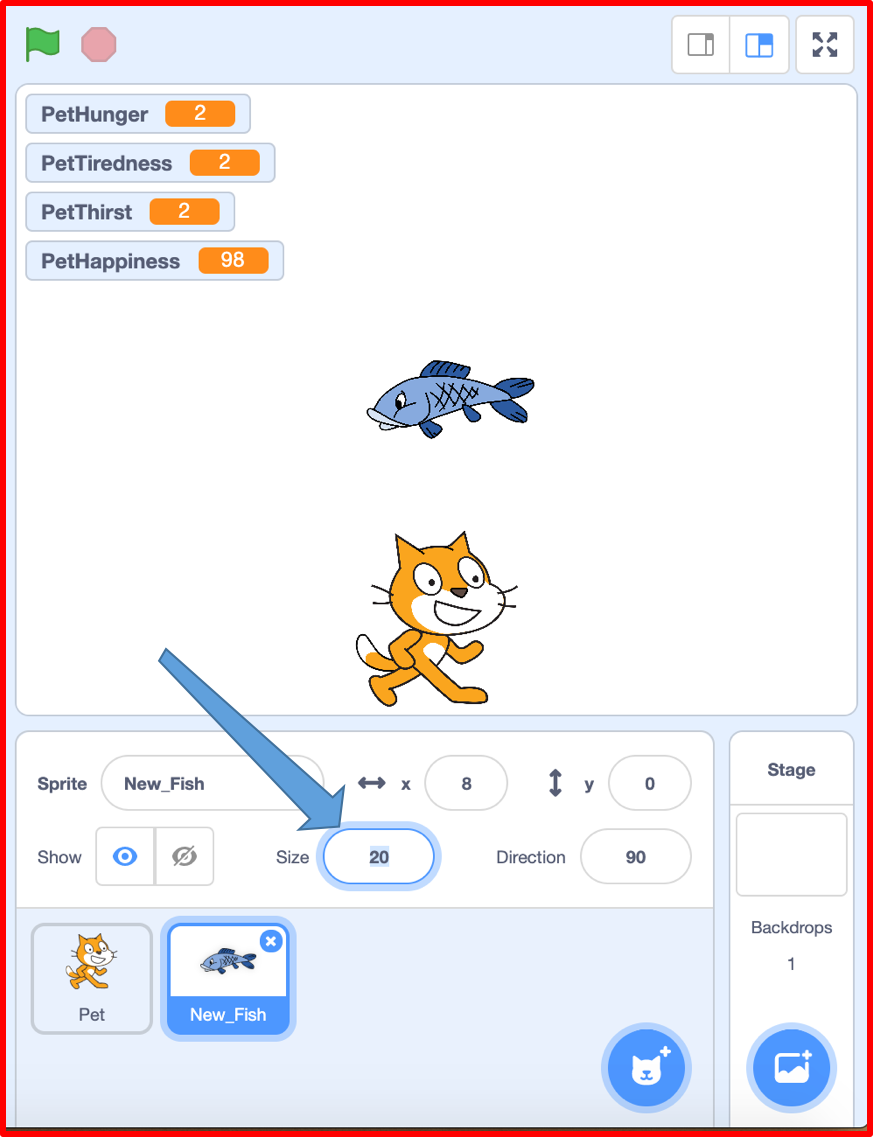 PetHunger 2
PetTiredness 2
PetThirst 2
PetHappiness 98
Sprite New_Fish x 8 y 0
Show Size 20 Direction 90
Pet
New_Fish
Stage
Backdrops
1